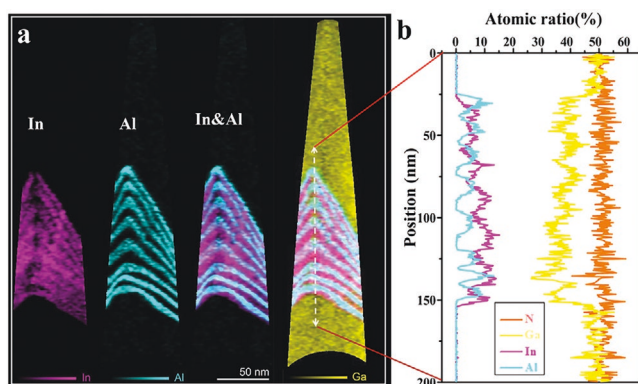 a
In
Al
In&Al
In
Al
50 nm
Ga
b
Atomic ratio(%)
0 10 20 30 40 50 60
0
50
100
150
200
Position (nm)
N
Ga
In
Al